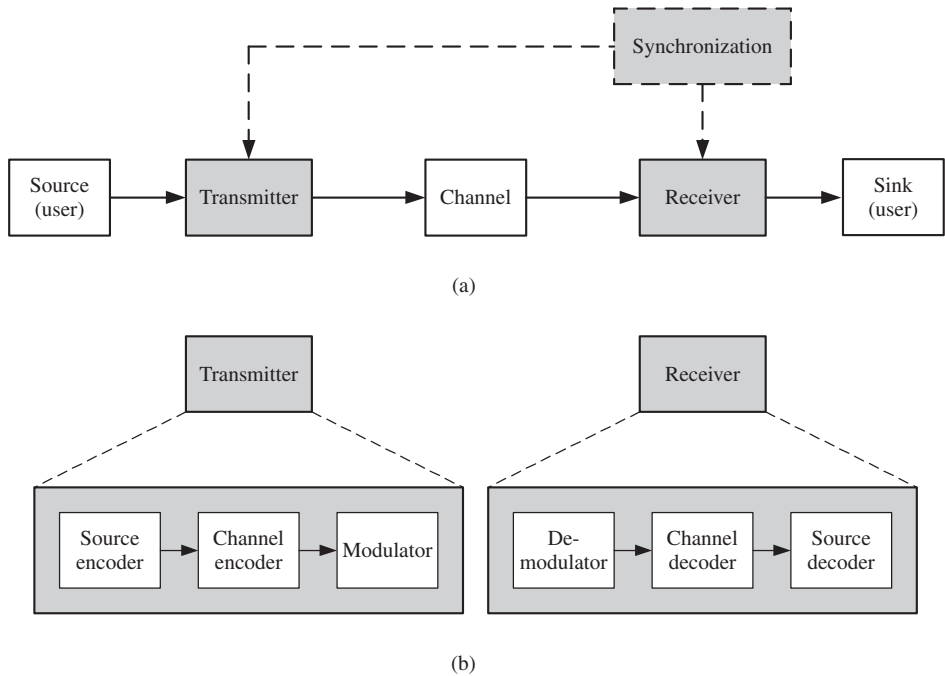 Synchronization
Source
(user)
Transmitter
Channel
Receiver
Sink
(user)
(a)
Transmitter
Receiver
Source
encoder
Channel
encoder
Modulator
De-
modulator
Channel
decoder
Source
decoder
(b)